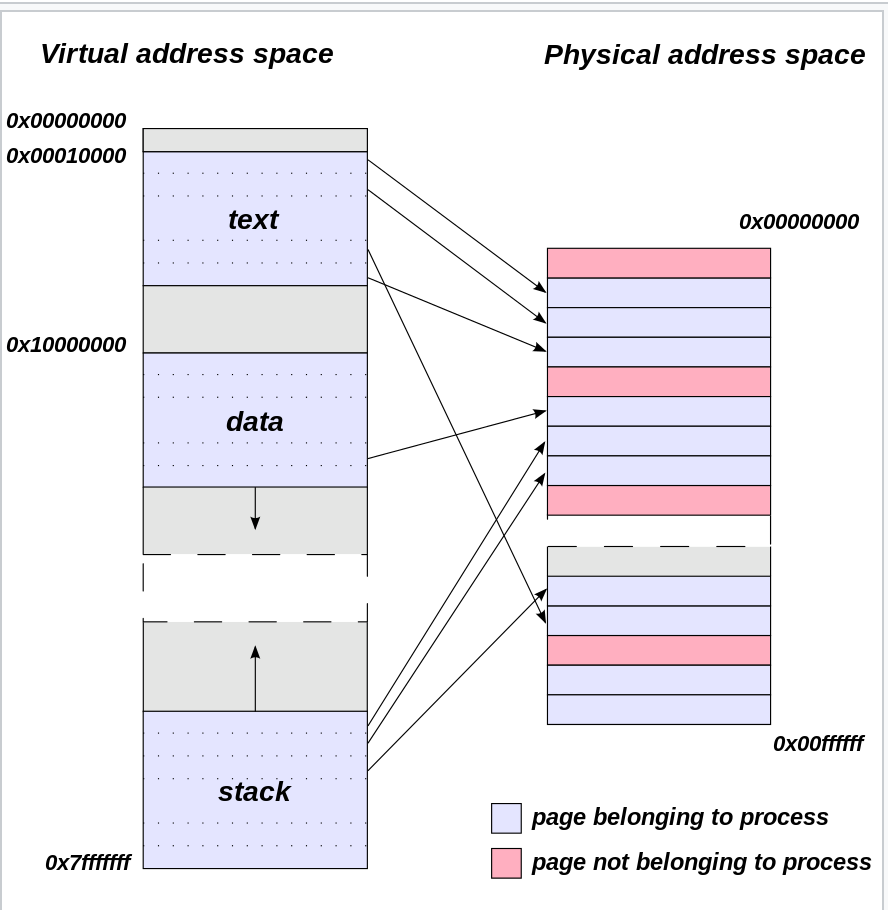 Virtual address space
Physical address space
0x00000000
0x00010000
text
0x00000000
0x10000000
data
stack
0x7fffffff
0x00ffffff
page belonging to process
page not belonging to process